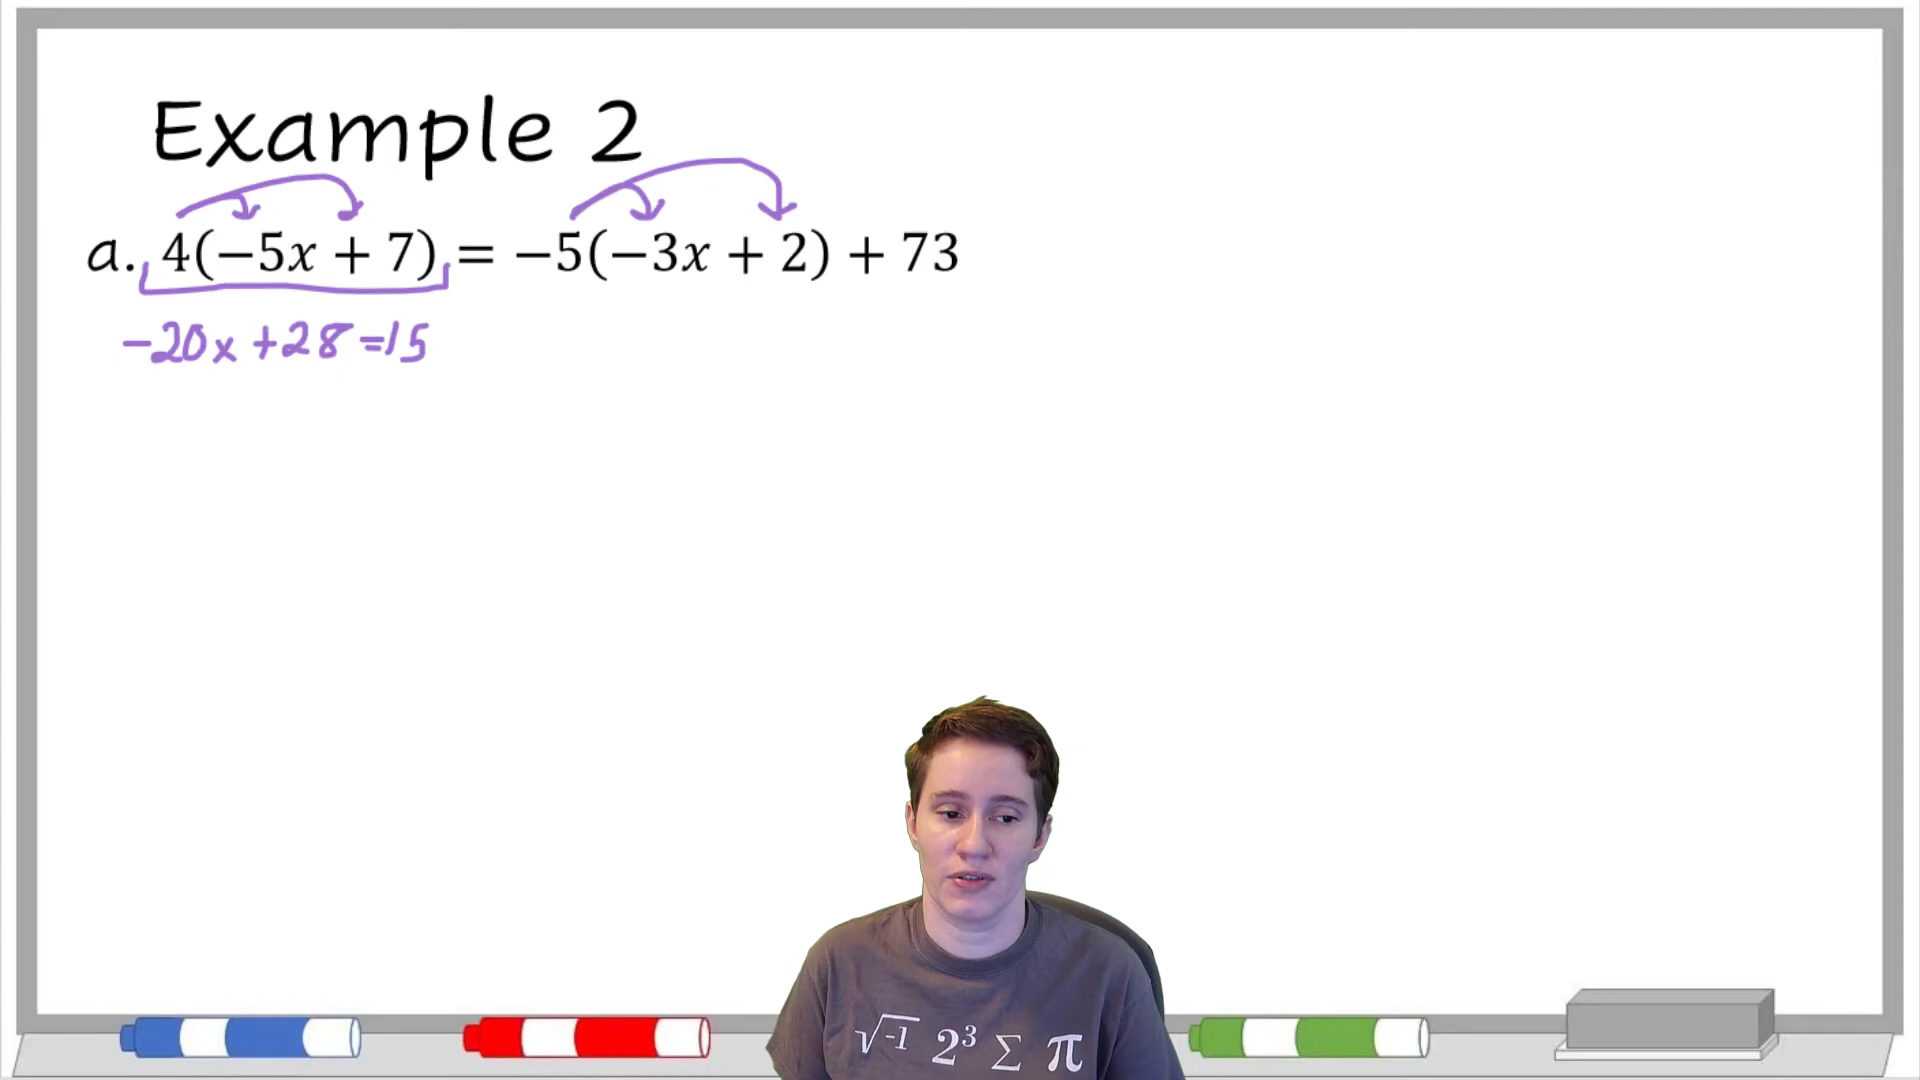 Example 2
a. 4(−5x + 7) = −5(−3x + 2) + 73
−20x +28 =15
√-1 2³ Σ π